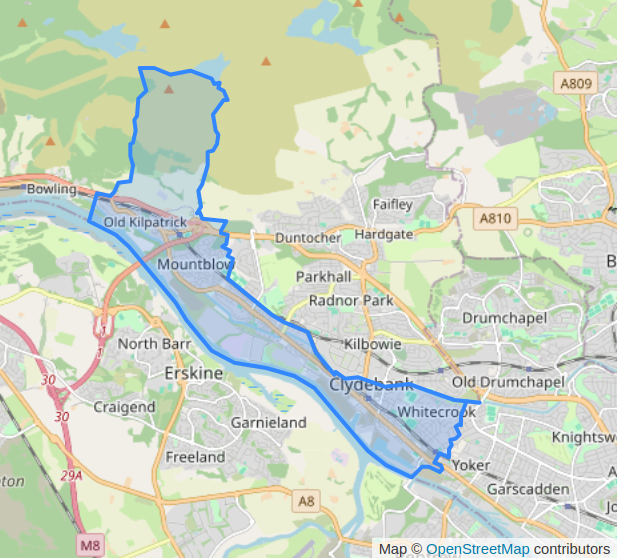 A809
Bowling
Faifley
A810
Old Kilpatrick
Duntocher
Hardgate
Mountblow
Parkhall
Radnor Park
Drumchapel
1
North Barr
Kilbowie
30
Erskine
Clydebank
Old Drumchapel
30
Craigend
Whitecrook
Garnieland
Knightsw
Freeland
Yoker
29A
Garscadden
A8
M8
Map © OpenStreetMap contributors